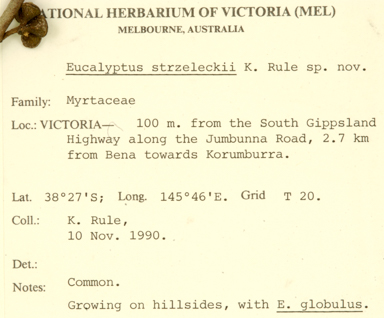 NATIONAL HERBARIUM OF VICTORIA (MEL)
MELBOURNE, AUSTRALIA
Eucalyptus strzeleckii K. Rule sp. nov.
Family: Myrtaceae
Loc.: VICTORIA— 100 m. from the South Gippsland
Highway along the Jumbunna Road, 2.7 km
from Bena towards Korumburra.
Lat. 38°27'S; Long. 145°46'E. Grid T 20.
Coll.: K. Rule,
10 Nov. 1990.
Det.:
Notes: Common.
Growing on hillsides, with E. globulus.